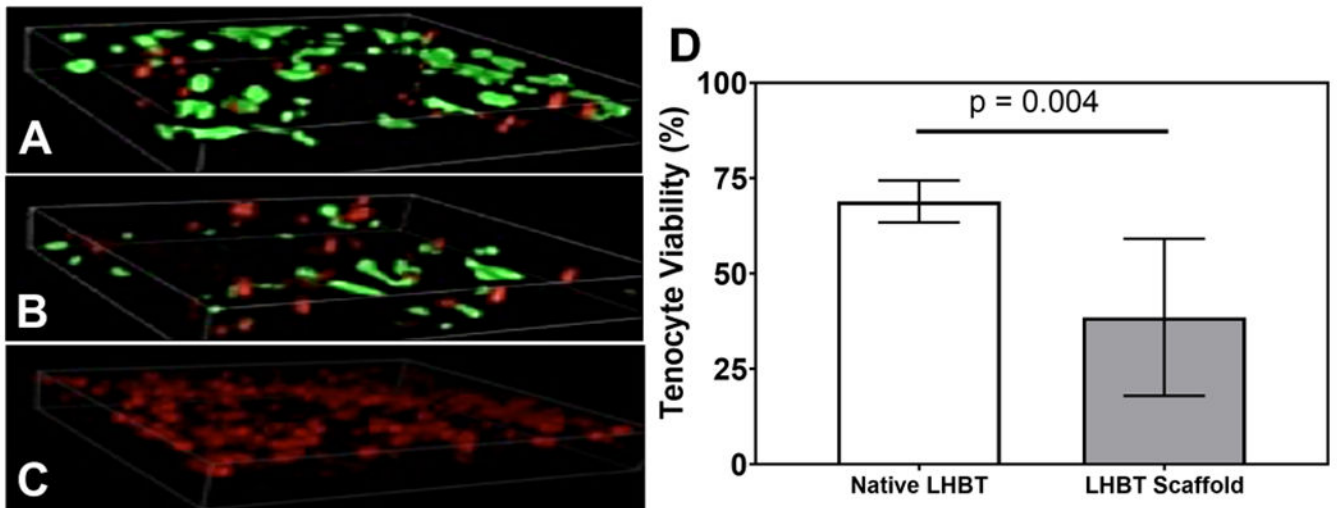 A
B
C
D
p = 0.004
Tenocyte Viability (%)
100
75
50
25
0
Native LHBT
LHBT Scaffold